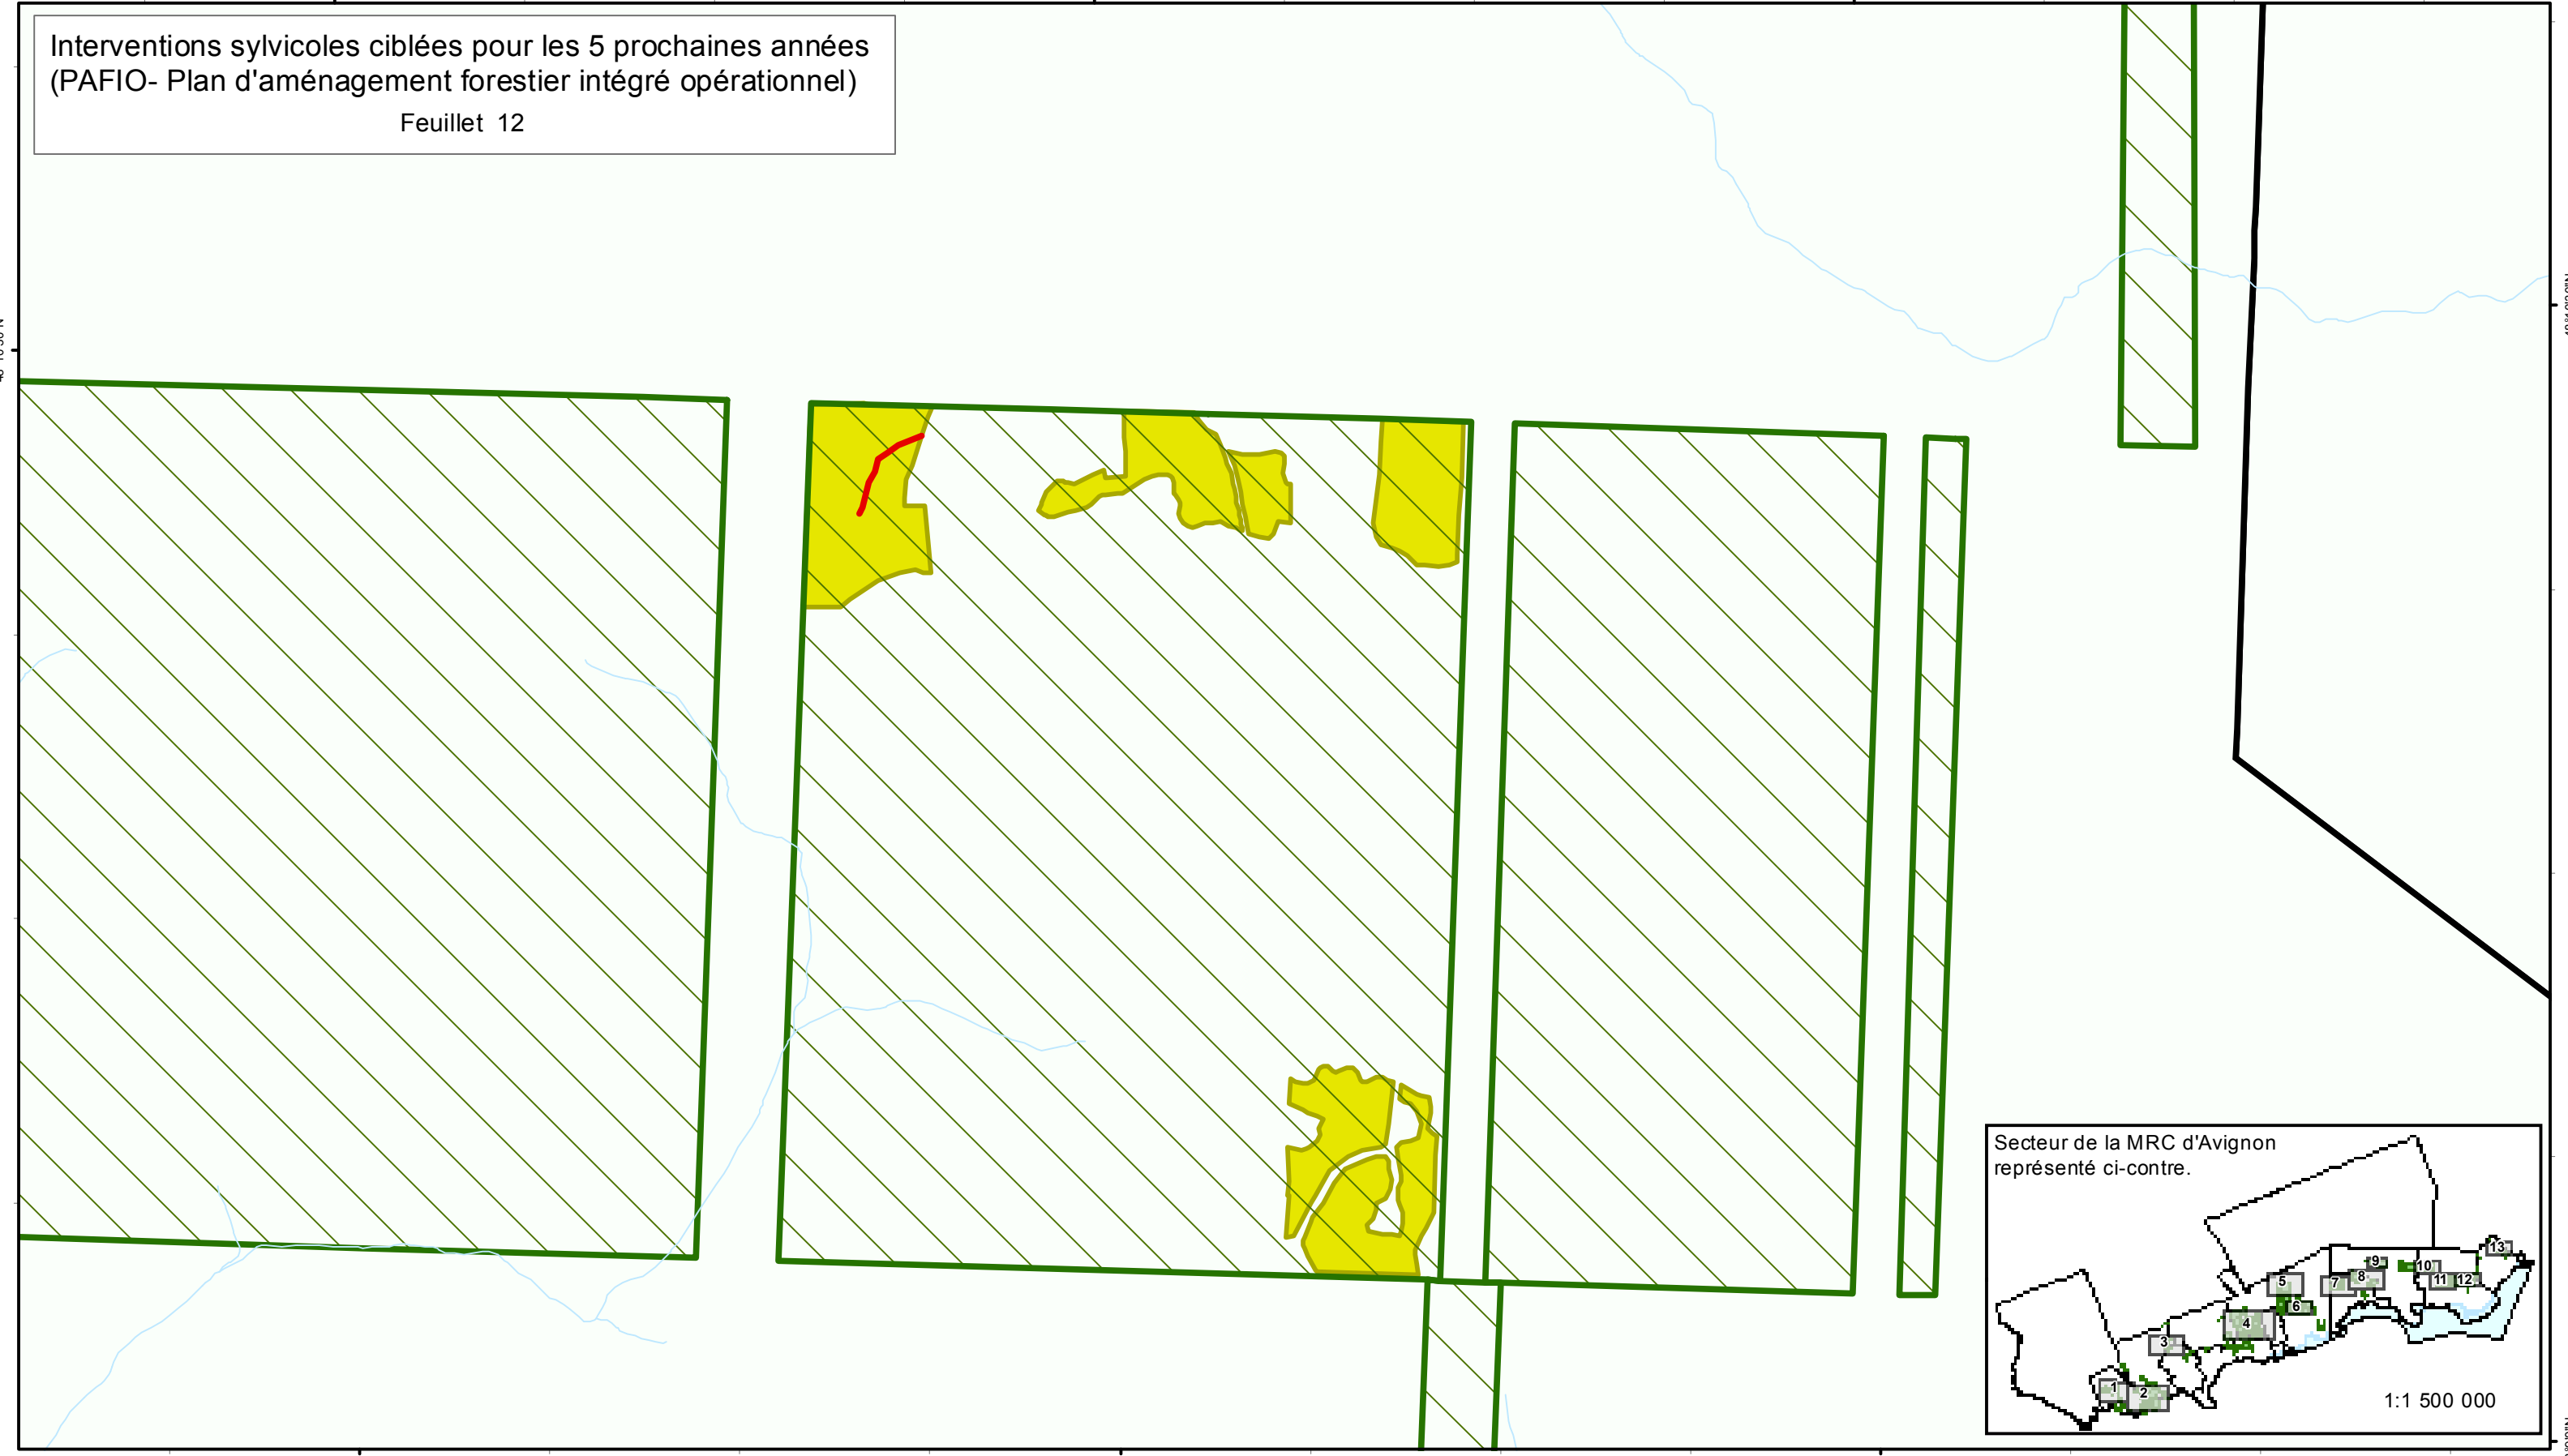 Interventions sylvicoles ciblées pour les 5 prochaines années
(PAFIO- Plan d'aménagement forestier intégré opérationnel)
Feuillet 12
Secteur de la MRC d'Avignon
représenté ci-contre.
13
9
10
5
7
8
11
12
6
4
3
1
2
1:1 500 000